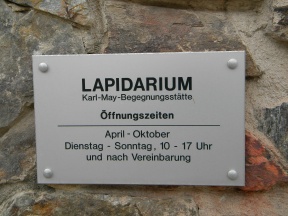 LAPIDARIUM
Karl-May-Begegnungsstätte
Öffnungszeiten
April - Oktober
Dienstag - Sonntag, 10 - 17 Uhr
und nach Vereinbarung